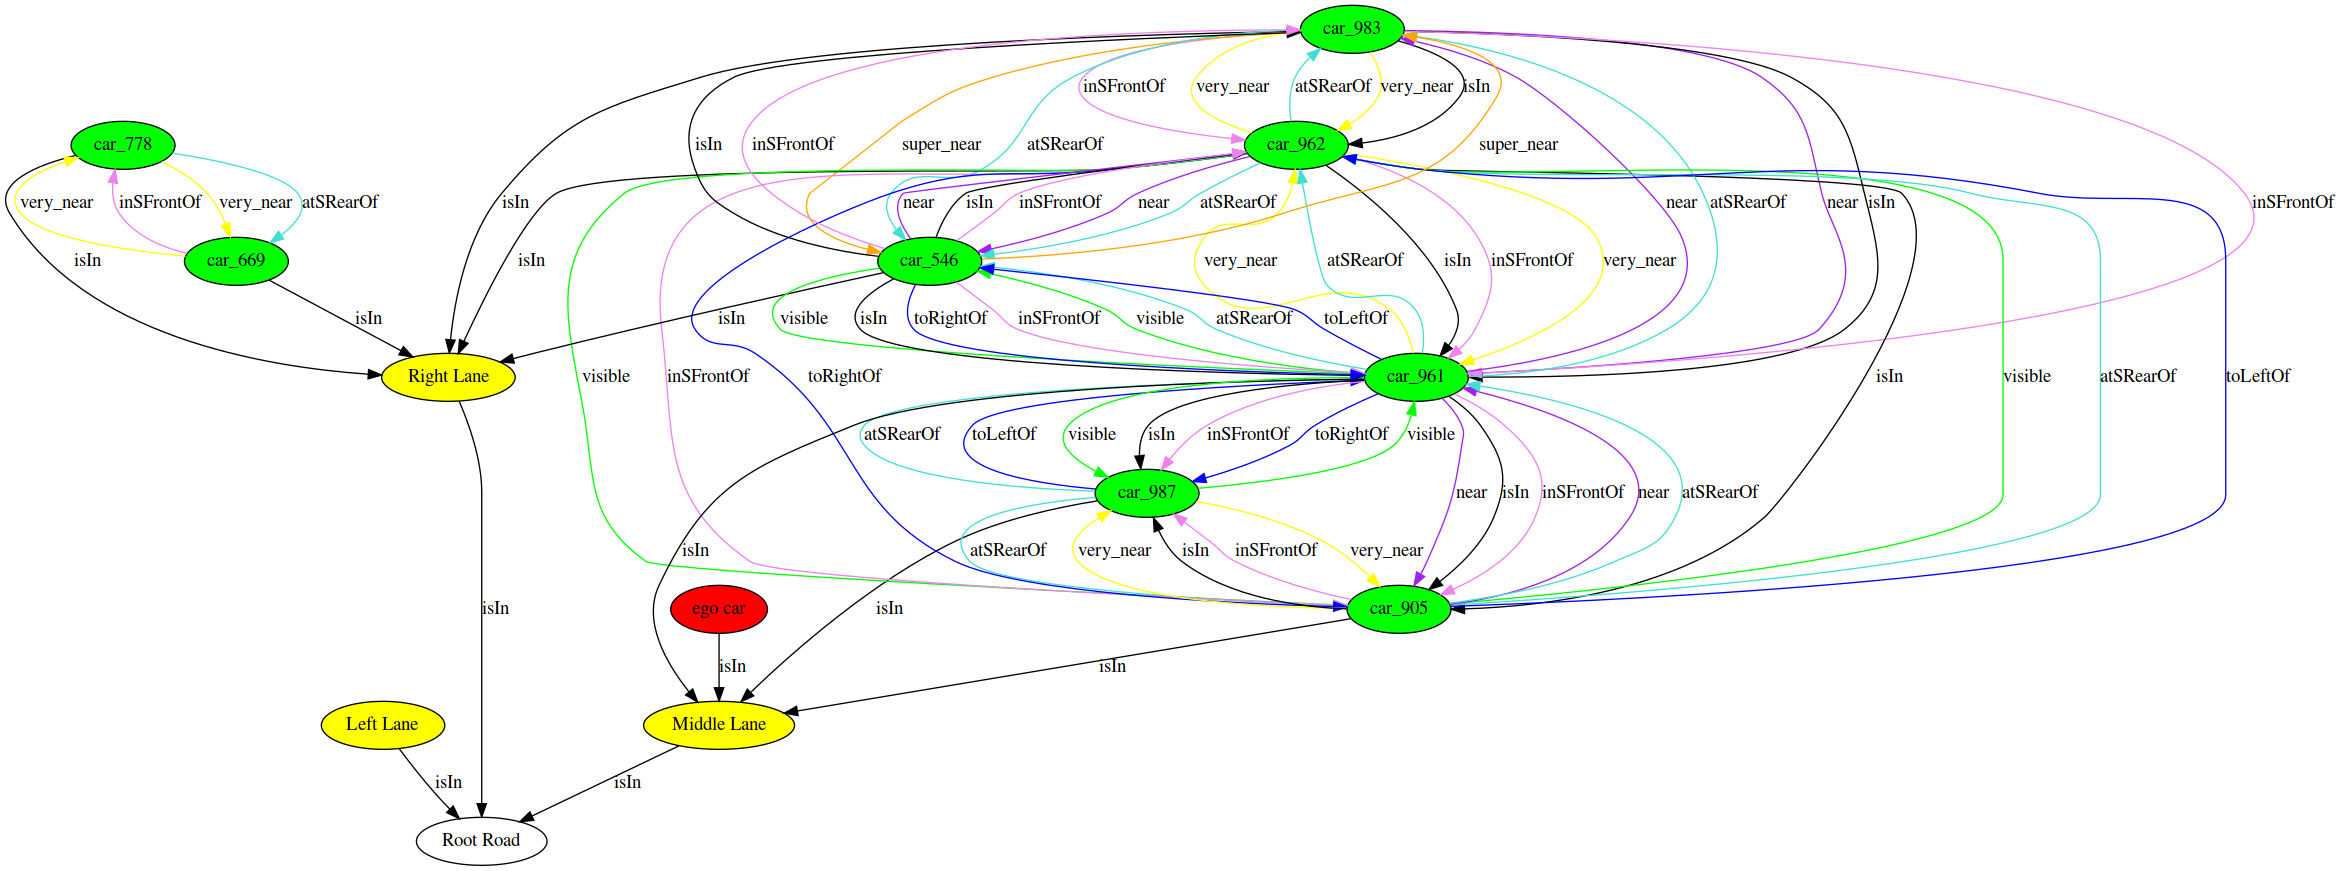 car_983
inSFrontOf
very_near
atSRearOf
very_near
isIn
car_778
isIn
inSFrontOf
super_near
atSRearOf
car_962
super_near
very_near
inSFrontOf
very_near
atSRearOf
isIn
near
isIn
inSFrontOf
near
atSRearOf
near
atSRearOf
near
isIn
inSFrontOf
car_669
isIn
isIn
car_546
very_near
atSRearOf
isIn
inSFrontOf
very_near
isIn
isIn
visible
isIn
toRightOf
inSFrontOf
visible
atSRearOf
toLeftOf
Right Lane
visible
inSFrontOf
toRightOf
car_961
isIn
visible
atSRearOf
toLeftOf
atSRearOf
toLeftOf
visible
isIn
inSFrontOf
toRightOf
visible
car_987
near
isIn
inSFrontOf
near
atSRearOf
isIn
atSRearOf
very_near
isIn
inSFrontOf
very_near
isIn
ego car
isIn
car_905
isIn
isIn
Left Lane
Middle Lane
isIn
isIn
Root Road